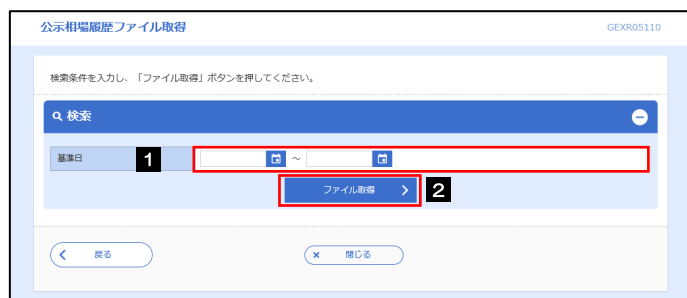 公示相場履歴ファイル取得 GEXR05110
検索条件を入力し、「ファイル取得」ボタンを押してください。
検索
基準日 1 ~
ファイル取得 2
戻る × 閉じる